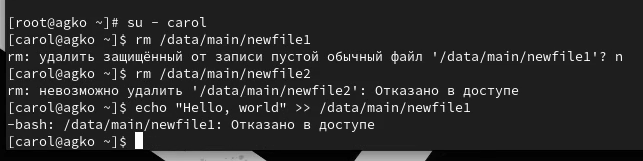 [root@agko ~]# su - carol
[carol@agko ~]$ rm /data/main/newfile1
rm: удалить защищённый от записи пустой обычный файл '/data/main/newfile1'? n
[carol@agko ~]$ rm /data/main/newfile2
rm: невозможно удалить '/data/main/newfile2': Отказано в доступе
[carol@agko ~]$ echo "Hello, world" >> /data/main/newfile1
-bash: /data/main/newfile1: Отказано в доступе
[carol@agko ~]$